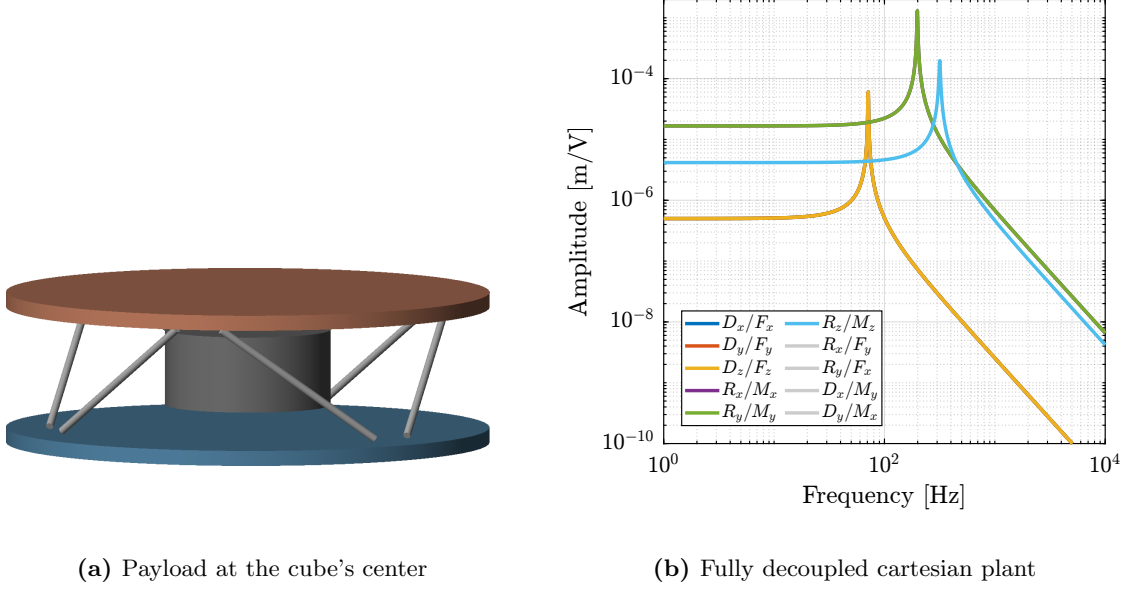 10^{-4}
10^{-6}
10^{-8}
10^{-10}
Amplitude [m/V]
D_x/F_x
D_y/F_y
D_z/F_z
R_x/M_x
R_y/M_y
R_z/M_z
R_x/F_y
R_y/F_x
D_x/M_y
D_y/M_x
10^0
10^2
10^4
Frequency [Hz]
(a) Payload at the cube's center
(b) Fully decoupled cartesian plant